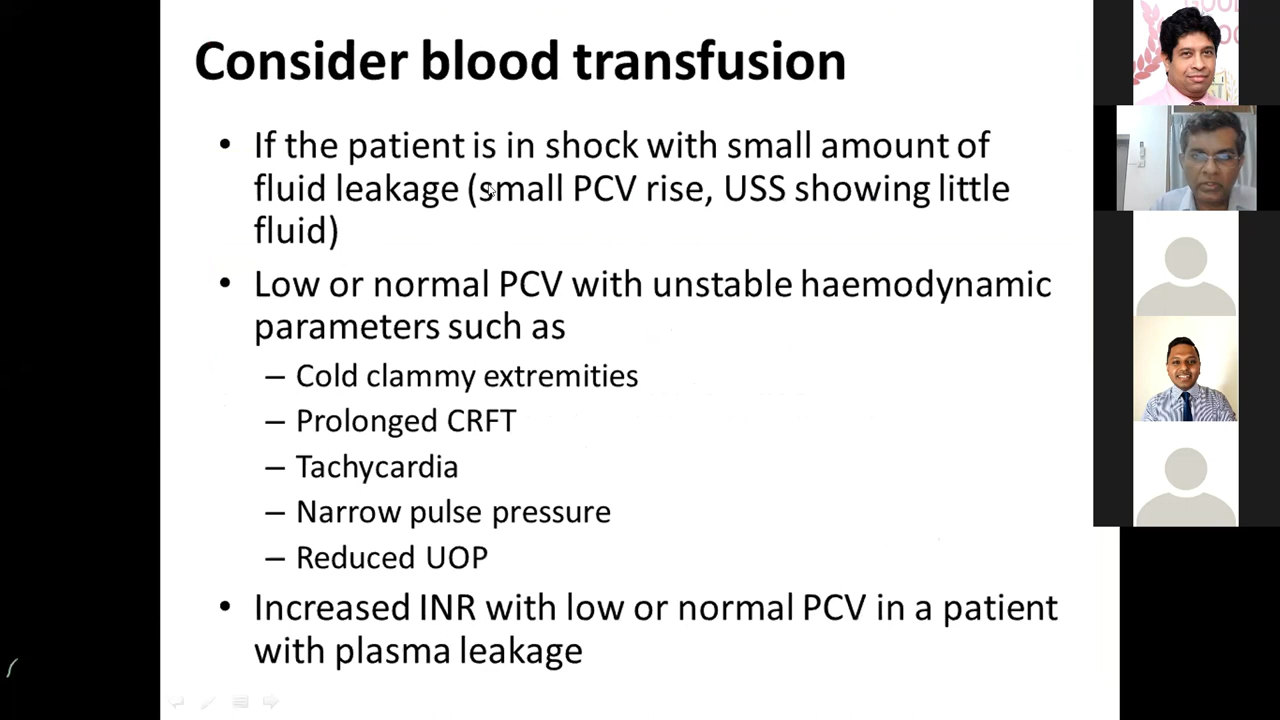 Consider blood transfusion
• If the patient is in shock with small amount of
fluid leakage (small PCV rise, USS showing little
fluid)
• Low or normal PCV with unstable haemodynamic
parameters such as
– Cold clammy extremities
– Prolonged CRFT
– Tachycardia
– Narrow pulse pressure
– Reduced UOP
• Increased INR with low or normal PCV in a patient
with plasma leakage